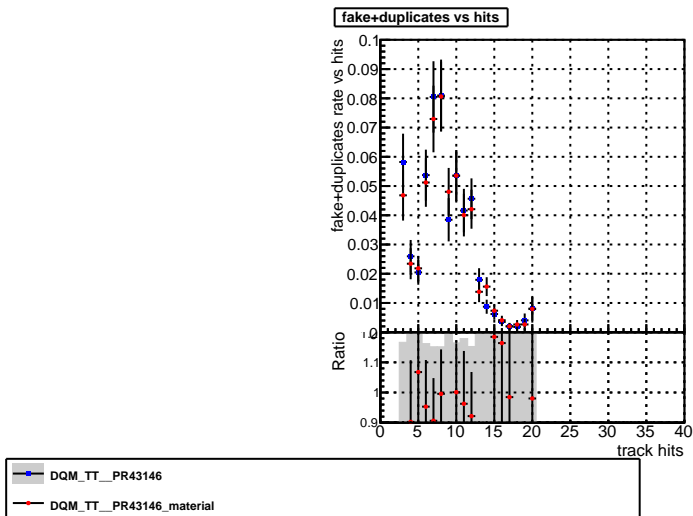 fake+duplicates vs hits
fake+duplicates rate vs hits
0.1
0.09
0.08
0.07
0.06
0.05
0.04
0.03
0.02
0.01
0
Ratio
1.1
1
0.9
0 5 10 15 20 25 30 35 40
track hits
DQM_TT__PR43146
DQM_TT__PR43146_material